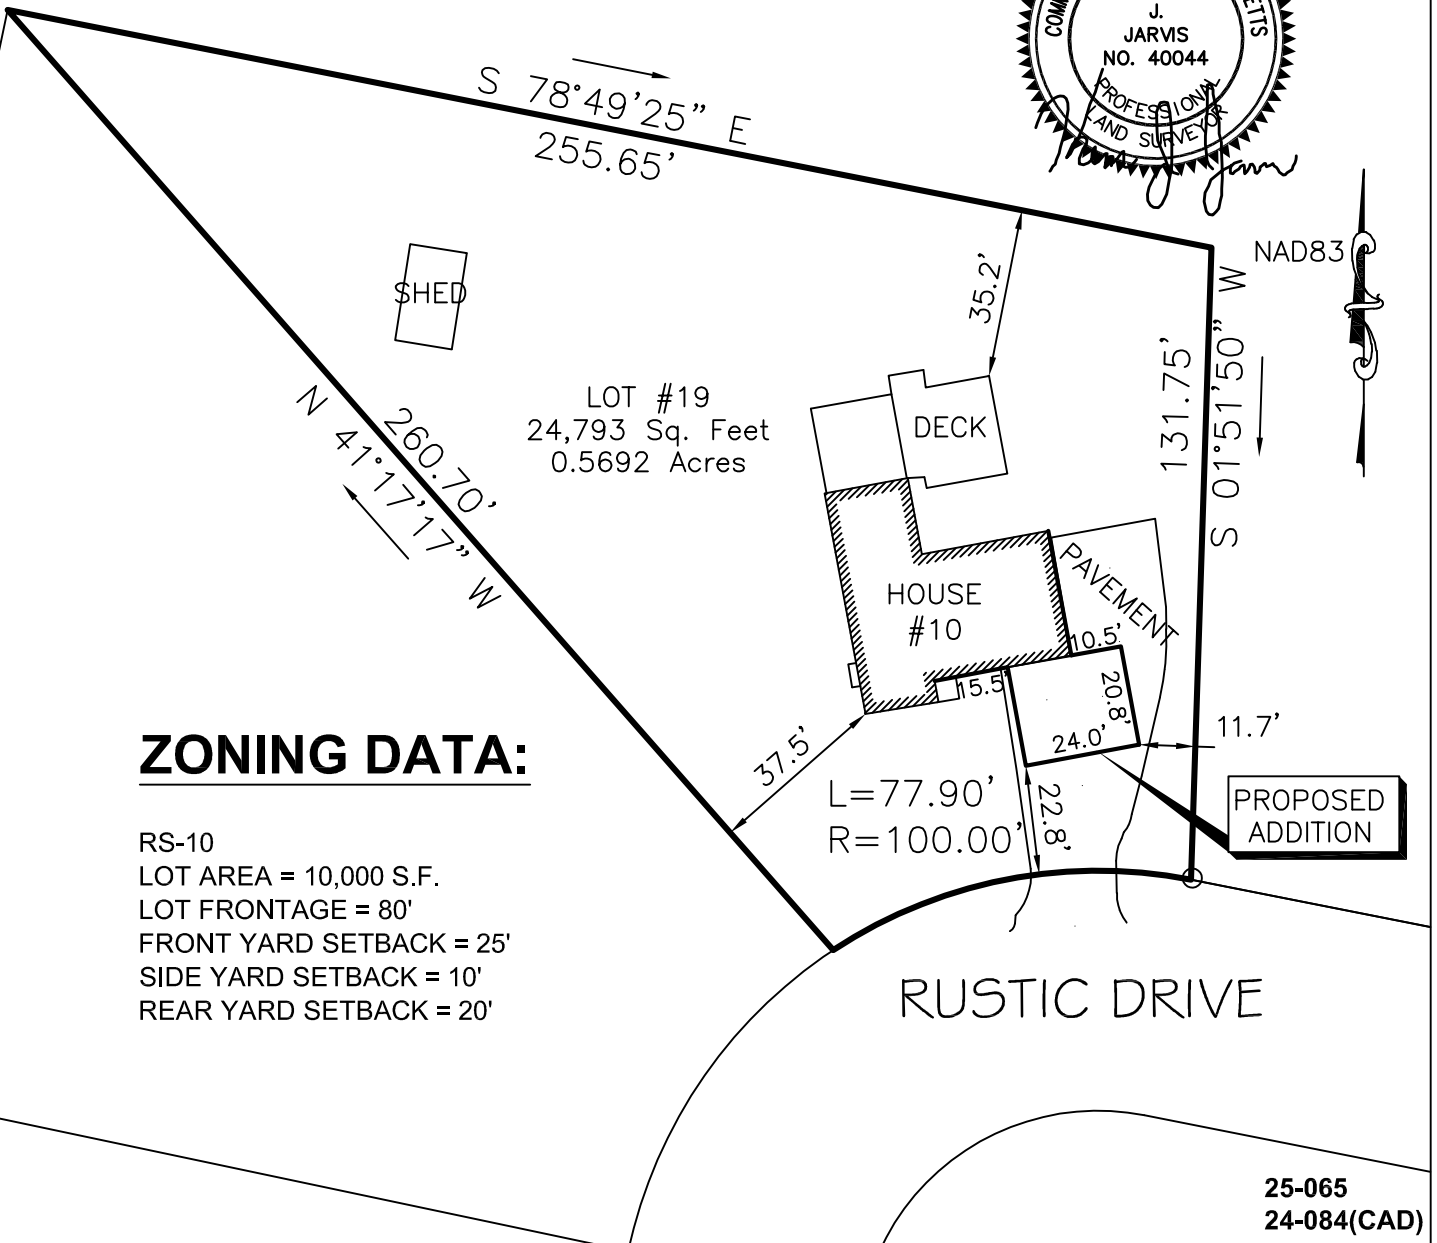 COMM
ETTS
J.
JARVIS
NO. 40044
PROFESSIONAL
LAND SURVEYOR
S 78°49'25" E
255.65'
NAD83
35.2'
SHED
131.75'
S 01°51'50" W
LOT #19
24,793 Sq. Feet
0.5692 Acres
DECK
260.70'
N 41°17'17" W
PAVEMENT
HOUSE
#10
10.5'
15.5'
20.8'
24.0'
11.7'
37.5'
22.8'
L=77.90'
R=100.00'
PROPOSED
ADDITION
ZONING DATA:
RS-10
LOT AREA = 10,000 S.F.
LOT FRONTAGE = 80'
FRONT YARD SETBACK = 25'
SIDE YARD SETBACK = 10'
REAR YARD SETBACK = 20'
RUSTIC DRIVE
25-065
24-084(CAD)